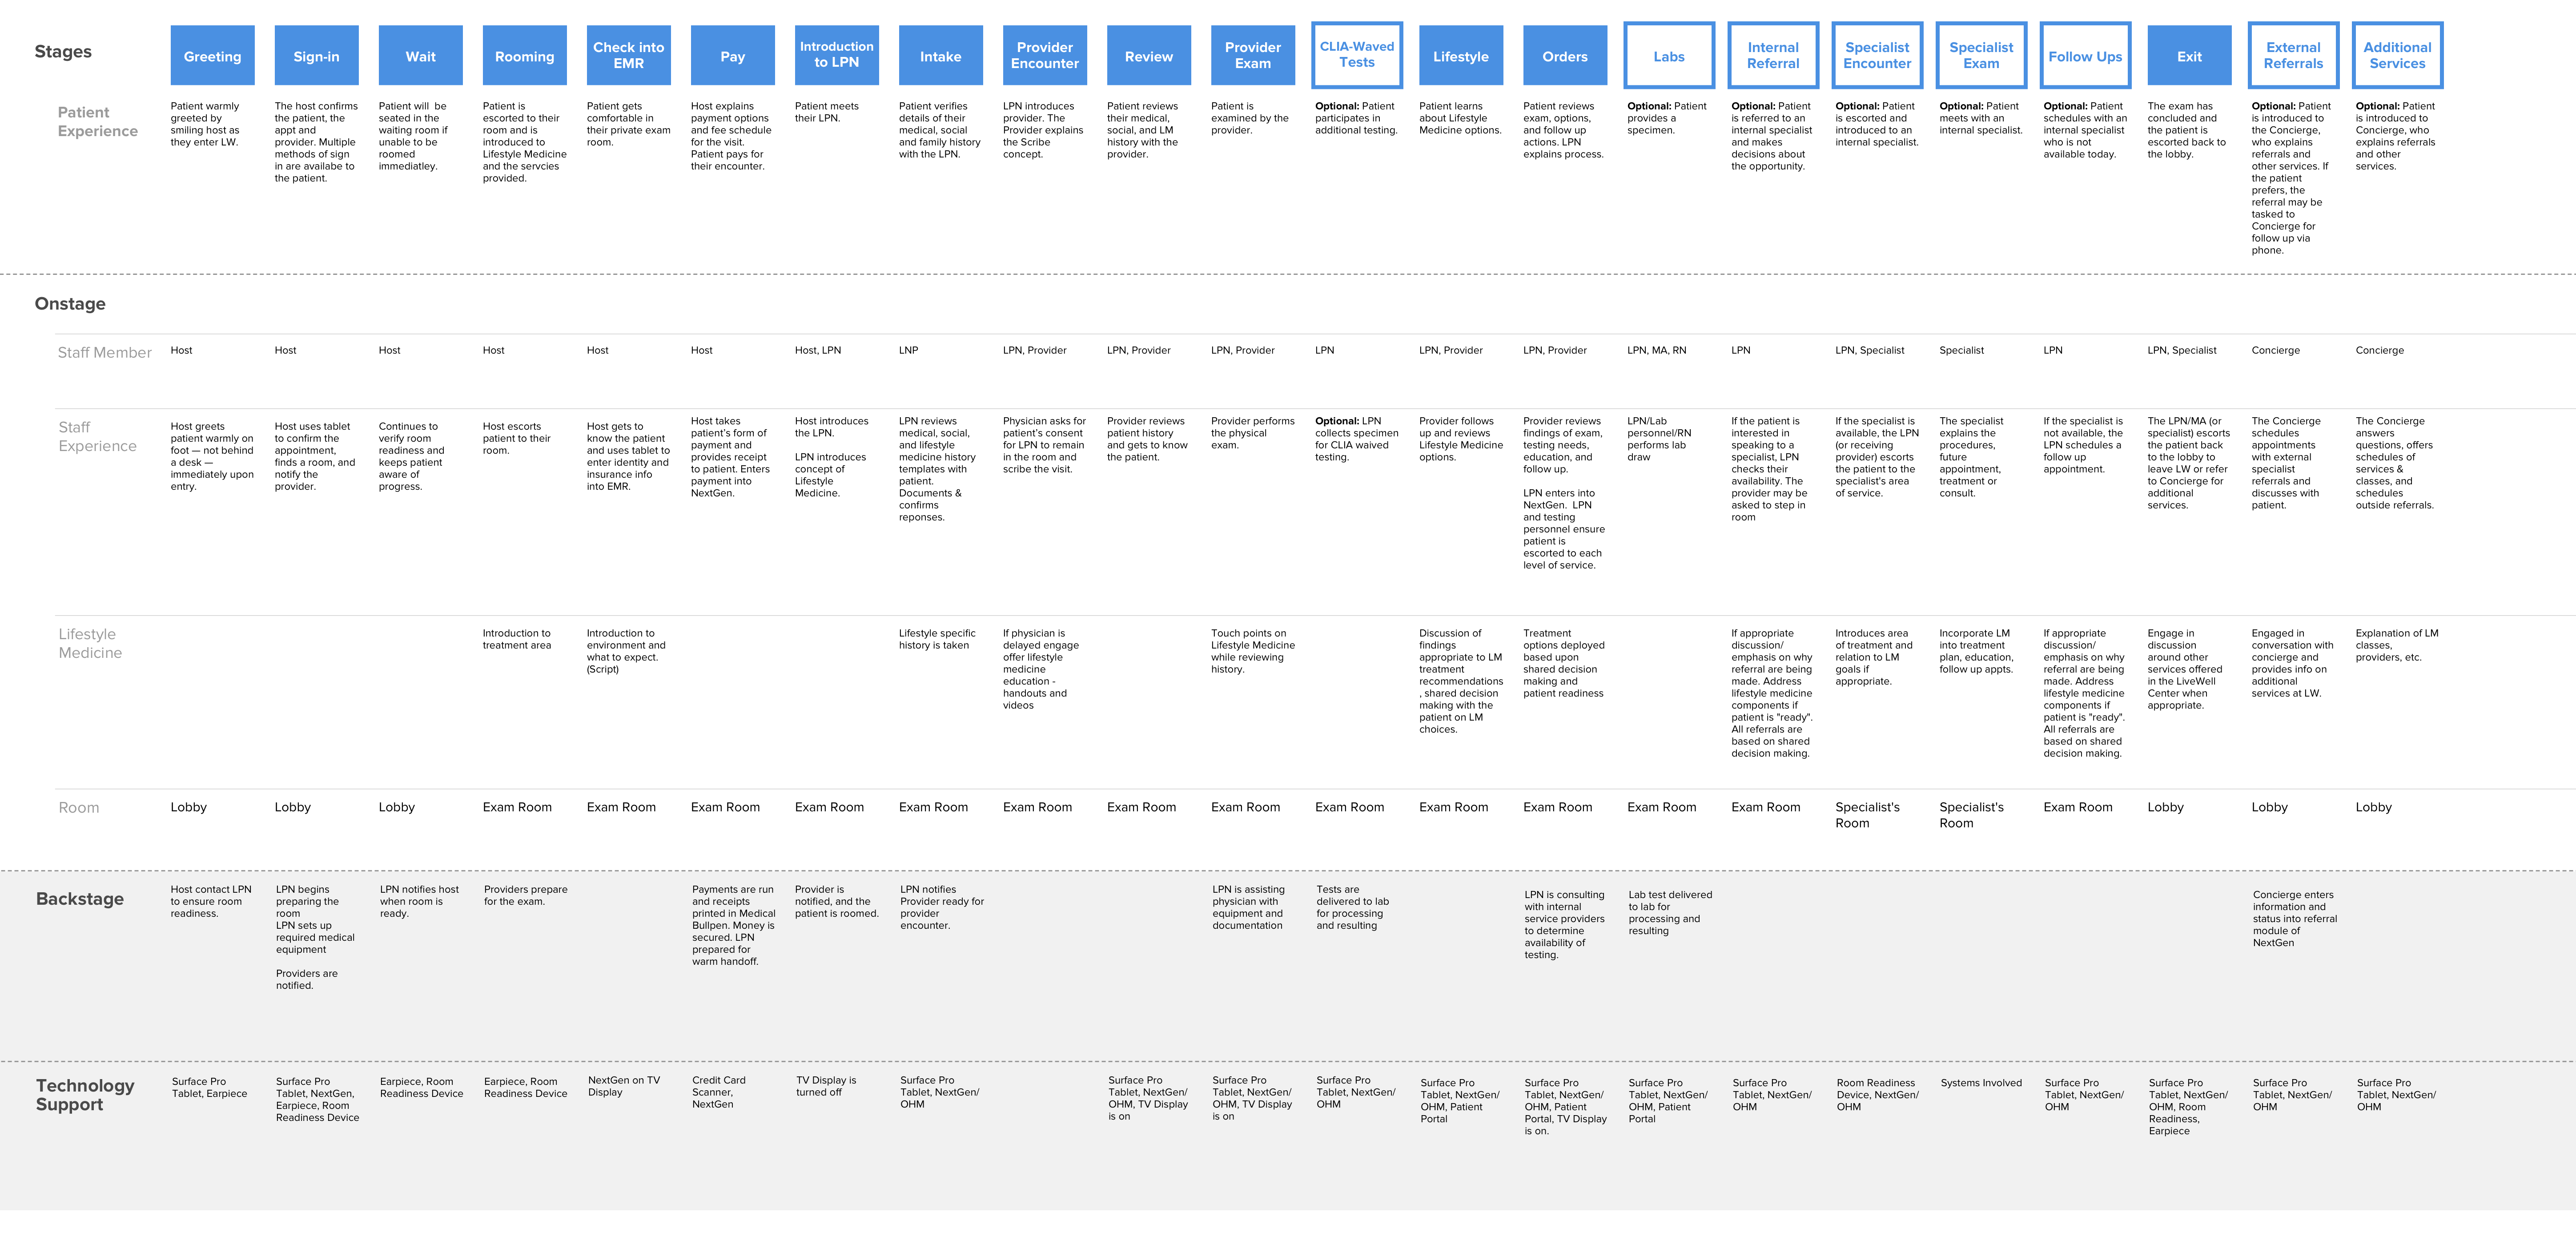 Stages
Greeting
Sign-in
Wait
Rooming
Check into
EMR
Pay
Introduction
to LPN
Intake
Provider
Encounter
Review
Provider
Exam
CLIA-Waved
Tests
Lifestyle
Orders
Labs
Internal
Referral
Specialist
Encounter
Specialist
Exam
Follow Ups
Exit
External
Referrals
Additional
Services
Patient
Experience
Patient warmly
greeted by
smiling host as
they enter LW.
The host confirms
the patient, the
appt and
provider. Multiple
methods of sign
in are availabe to
the patient.
Patient will  be
seated in the
waiting room if
unable to be
roomed
immediatley.
Patient is
escorted to their
room and is
introduced to
Lifestyle Medicine
and the servcies
provided.
Patient gets
comfortable in
their private exam
room.
Host explains
payment options
and fee schedule
for the visit.
Patient pays for
their encounter.
Patient meets
their LPN.
Patient verifies
details of their
medical, social
and family history
with the LPN.
LPN introduces
provider. The
Provider explains
the Scribe
concept.
Patient reviews
their medical,
social, and LM
history with the
provider.
Patient is
examined by the
provider.
Optional: Patient
participates in
additional testing.
Patient learns
about Lifestyle
Medicine options.
Patient reviews
exam, options,
and follow up
actions. LPN
explains process.
Optional: Patient
provides a
specimen.
Optional: Patient
is referred to an
internal specialist
and makes
decisions about
the opportunity.
Optional: Patient
is escorted and
introduced to an
internal specialist.
Optional: Patient
meets with an
internal specialist.
Optional: Patient
schedules with an
internal specialist
who is not
available today.
The exam has
concluded and
the patient is
escorted back to
the lobby.
Optional: Patient
is introduced to
the Concierge,
who explains
referrals and
other services. If
the patient
prefers, the
referral may be
tasked to
Concierge for
follow up via
phone.
Optional: Patient
is introduced to
Concierge, who
explains referrals
and other
services.
Onstage
Staff Member
Host
Host
Host
Host
Host
Host
Host, LPN
LNP
LPN, Provider
LPN, Provider
LPN, Provider
LPN
LPN, Provider
LPN, Provider
LPN, MA, RN
LPN
LPN, Specialist
Specialist
LPN
LPN, Specialist
Concierge
Concierge
Staff
Experience
Host greets
patient warmly on
foot — not behind
a desk —
immediately upon
entry.
Host uses tablet
to confirm the
appointment,
finds a room, and
notify the
provider.
Continues to
verify room
readiness and
keeps patient
aware of
progress.
Host escorts
patient to their
room.
Host gets to
know the patient
and uses tablet to
enter identity and
insurance info
into EMR.
Host takes
patient's form of
payment and
provides receipt
to patient. Enters
payment into
NextGen.
Host introduces
the LPN.
LPN introduces
concept of
Lifestyle
Medicine.
LPN reviews
medical, social,
and lifestyle
medicine history
templates with
patient.
Documents &
confirms
reponses.
Physician asks for
patient's consent
for LPN to remain
in the room and
scribe the visit.
Provider reviews
patient history
and gets to know
the patient.
Provider performs
the physical
exam.
Optional: LPN
collects specimen
for CLIA waived
testing.
Provider follows
up and reviews
Lifestyle Medicine
options.
Provider reviews
findings of exam,
testing needs,
education, and
follow up.
LPN enters into
NextGen.  LPN
and testing
personnel ensure
patient is
escorted to each
level of service.
LPN/Lab
personnel/RN
performs lab
draw
If the patient is
interested in
speaking to a
specialist, LPN
checks their
availability. The
provider may be
asked to step in
room
If the specialist is
available, the LPN
(or receiving
provider) escorts
the patient to the
specialist's area
of service.
The specialist
explains the
procedures,
future
appointment,
treatment or
consult.
If the specialist is
not available, the
LPN schedules a
follow up
appointment.
The LPN/MA (or
specialist) escorts
the patient back
to the lobby to
leave LW or refer
to Concierge for
additional
services.
The Concierge
schedules
appointments
with external
specialist
referrals and
discusses with
patient.
The Concierge
answers
questions, offers
schedules of
services &
classes, and
schedules
outside referrals.
Lifestyle
Medicine
Introduction to
treatment area
Introduction to
environment and
what to expect.
(Script)
Lifestyle specific
history is taken
If physician is
delayed engage
offer lifestyle
medicine
education -
handouts and
videos
Touch points on
Lifestyle Medicine
while reviewing
history.
Discussion of
findings
appropriate to LM
treatment
recommendations
, shared decision
making with the
patient on LM
choices.
Treatment
options deployed
based upon
shared decision
making and
patient readiness
If appropriate
discussion/
emphasis on why
referral are being
made. Address
lifestyle medicine
components if
patient is "ready".
All referrals are
based on shared
decision making.
Introduces area
of treatment and
relation to LM
goals if
appropriate.
Incorporate LM
into treatment
plan, education,
follow up appts.
If appropriate
discussion/
emphasis on why
referral are being
made. Address
lifestyle medicine
components if
patient is "ready".
All referrals are
based on shared
decision making.
Engage in
discussion
around other
services offered
in the LiveWell
Center when
appropriate.
Engaged in
conversation with
concierge and
provides info on
additional
services at LW.
Explanation of LM
classes,
providers, etc.
Room
Lobby
Lobby
Lobby
Exam Room
Exam Room
Exam Room
Exam Room
Exam Room
Exam Room
Exam Room
Exam Room
Exam Room
Exam Room
Exam Room
Exam Room
Exam Room
Specialist's
Room
Specialist's
Room
Exam Room
Lobby
Lobby
Lobby
Backstage
Host contact LPN
to ensure room
readiness.
LPN begins
preparing the
room
LPN sets up
required medical
equipment
Providers are
notified.
LPN notifies host
when room is
ready.
Providers prepare
for the exam.
Payments are run
and receipts
printed in Medical
Bullpen. Money is
secured. LPN
prepared for
warm handoff.
Provider is
notified, and the
patient is roomed.
LPN notifies
Provider ready for
provider
encounter.
LPN is assisting
physician with
equipment and
documentation
Tests are
delivered to lab
for processing
and resulting
LPN is consulting
with internal
service providers
to determine
availability of
testing.
Lab test delivered
to lab for
processing and
resulting
Concierge enters
information and
status into referral
module of
NextGen
Technology
Support
Surface Pro
Tablet, Earpiece
Surface Pro
Tablet, NextGen,
Earpiece, Room
Readiness Device
Earpiece, Room
Readiness Device
Earpiece, Room
Readiness Device
NextGen on TV
Display
Credit Card
Scanner,
NextGen
TV Display is
turned off
Surface Pro
Tablet, NextGen/
OHM
Surface Pro
Tablet, NextGen/
OHM, TV Display
is on
Surface Pro
Tablet, NextGen/
OHM, TV Display
is on
Surface Pro
Tablet, NextGen/
OHM
Surface Pro
Tablet, NextGen/
OHM, Patient
Portal
Surface Pro
Tablet, NextGen/
OHM, Patient
Portal, TV Display
is on.
Surface Pro
Tablet, NextGen/
OHM, Patient
Portal
Surface Pro
Tablet, NextGen/
OHM
Room Readiness
Device, NextGen/
OHM
Systems Involved
Surface Pro
Tablet, NextGen/
OHM
Surface Pro
Tablet, NextGen/
OHM, Room
Readiness,
Earpiece
Surface Pro
Tablet, NextGen/
OHM
Surface Pro
Tablet, NextGen/
OHM